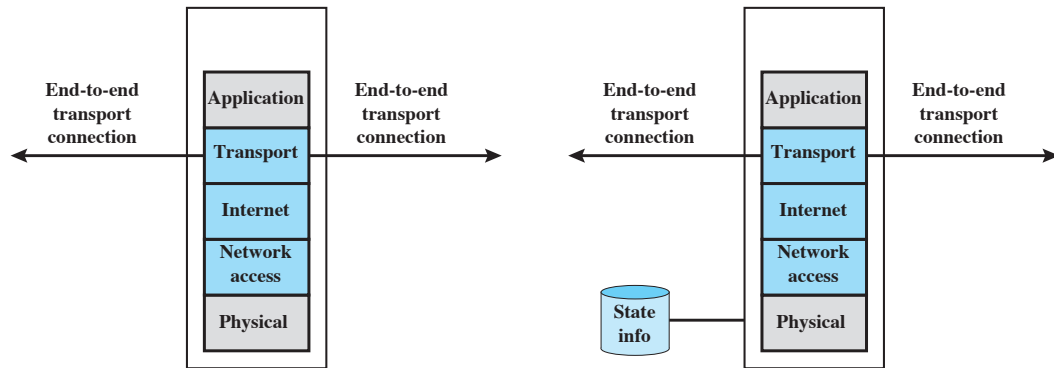 End-to-end
transport
connection
Application
Transport
Internet
Network
access
Physical
End-to-end
transport
connection
End-to-end
transport
connection
Application
Transport
Internet
Network
access
Physical
End-to-end
transport
connection
State
info